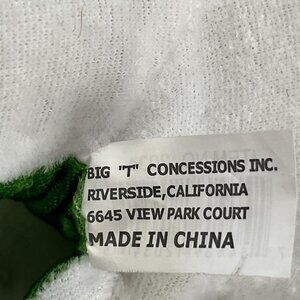 BIG "T" CONCESSIONS INC.
RIVERSIDE,CALIFORNIA
6645 VIEW PARK COURT
MADE IN CHINA